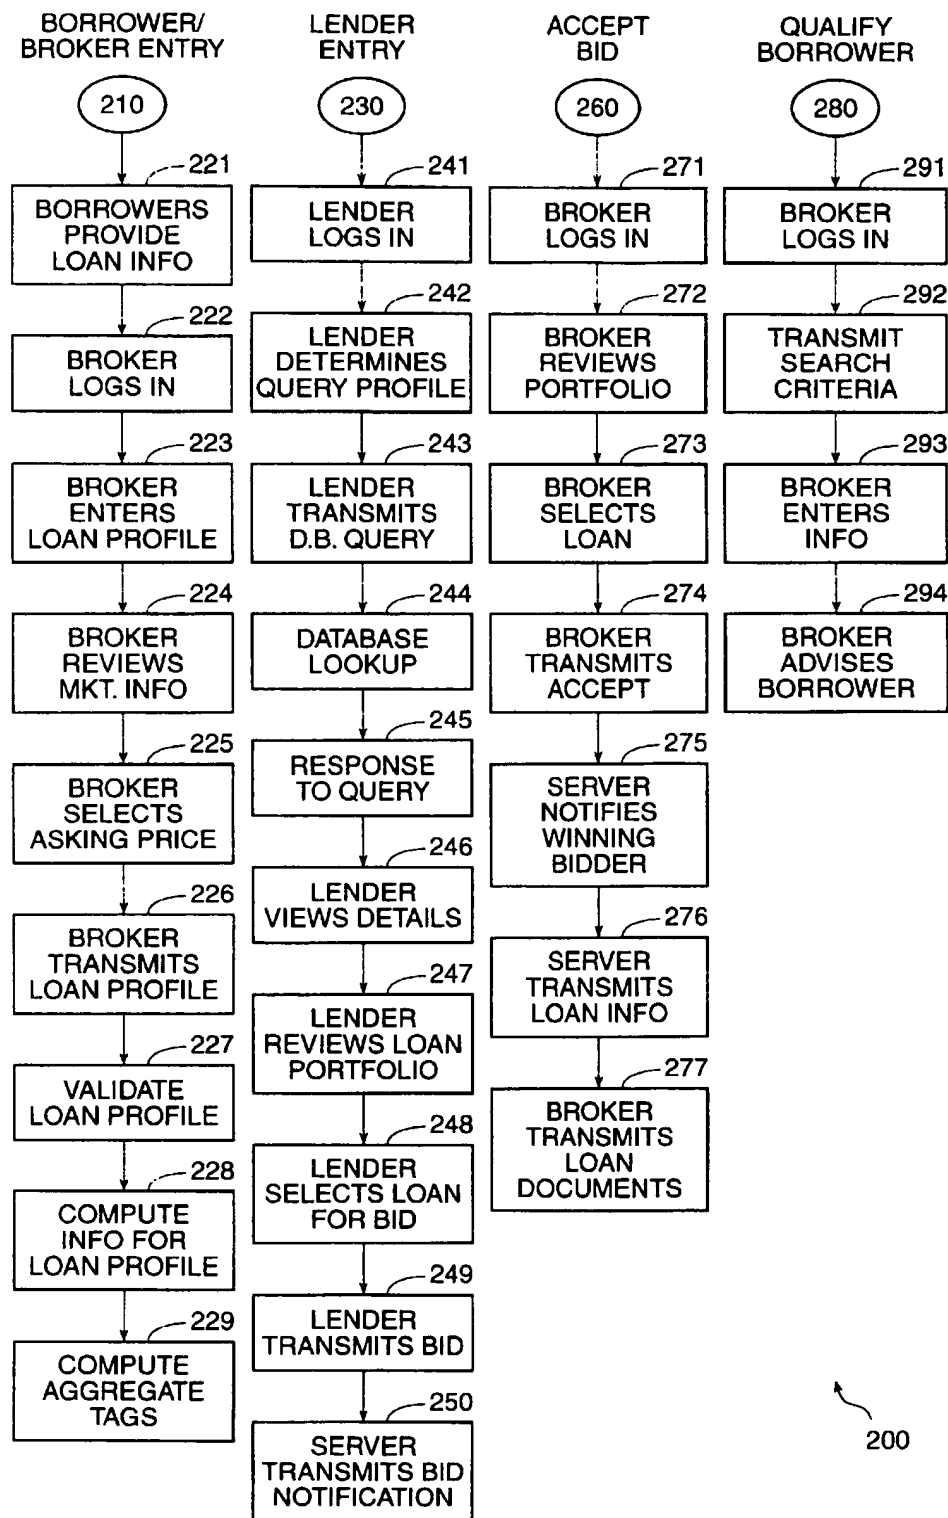 BORROWER/
BROKER ENTRY
210
221
BORROWERS
PROVIDE
LOAN INFO
222
BROKER
LOGS IN
223
BROKER
ENTERS
LOAN PROFILE
224
BROKER
REVIEWS
MKT. INFO
225
BROKER
SELECTS
ASKING PRICE
226
BROKER
TRANSMITS
LOAN PROFILE
227
VALIDATE
LOAN PROFILE
228
COMPUTE
INFO FOR
LOAN PROFILE
229
COMPUTE
AGGREGATE
TAGS
LENDER
ENTRY
230
241
LENDER
LOGS IN
242
LENDER
DETERMINES
QUERY PROFILE
243
LENDER
TRANSMITS
D.B. QUERY
244
DATABASE
LOOKUP
245
RESPONSE
TO QUERY
246
LENDER
VIEWS DETAILS
247
LENDER
REVIEWS LOAN
PORTFOLIO
248
LENDER
SELECTS LOAN
FOR BID
249
LENDER
TRANSMITS BID
250
SERVER
TRANSMITS BID
NOTIFICATION
ACCEPT
BID
260
271
BROKER
LOGS IN
272
BROKER
REVIEWS
PORTFOLIO
273
BROKER
SELECTS
LOAN
274
BROKER
TRANSMITS
ACCEPT
275
SERVER
NOTIFIES
WINNING
BIDDER
276
SERVER
TRANSMITS
LOAN INFO
277
BROKER
TRANSMITS
LOAN
DOCUMENTS
QUALIFY
BORROWER
280
291
BROKER
LOGS IN
292
TRANSMIT
SEARCH
CRITERIA
293
BROKER
ENTERS
INFO
294
BROKER
ADVISES
BORROWER
200